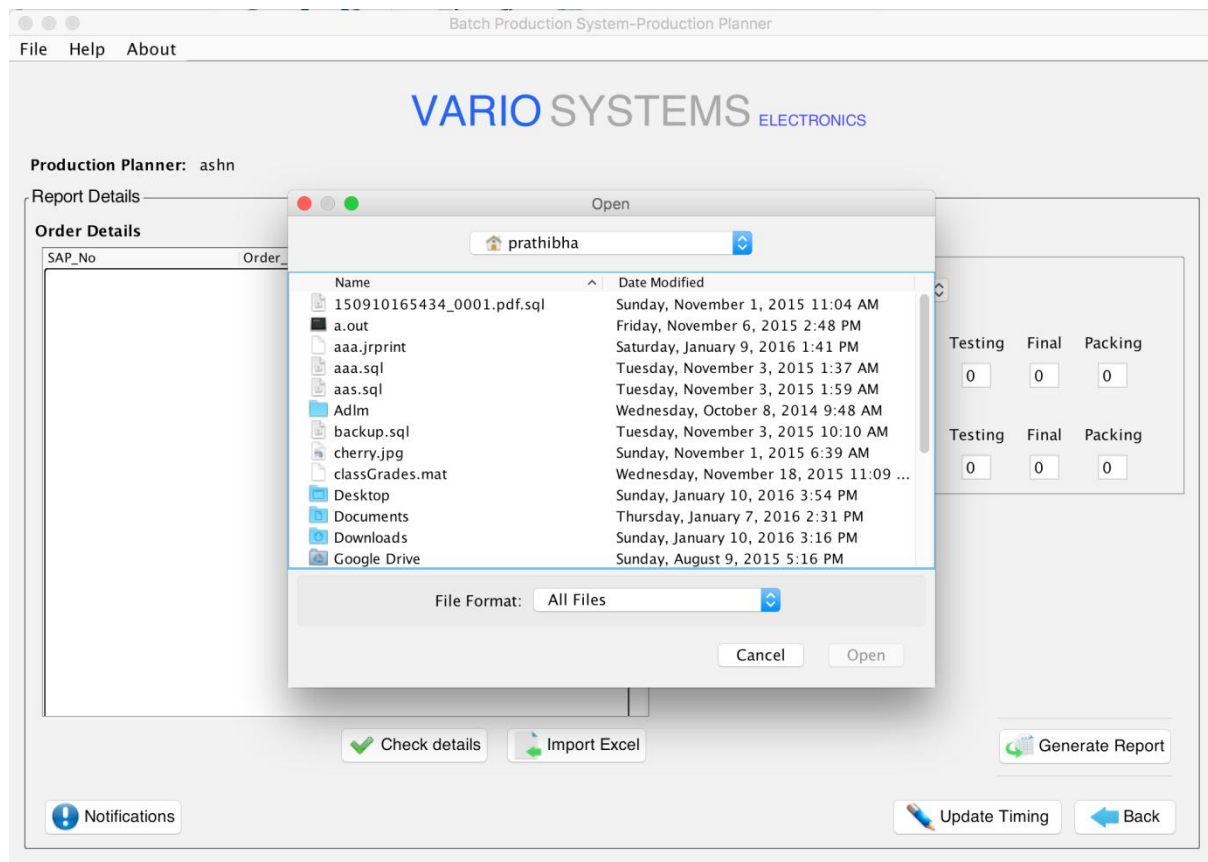 Batch Production System-Production Planner
File Help About
VARIO SYSTEMS ELECTRONICS
Production Planner: ashn
Report Details
Order Details
SAP_No Order_
Open
prathibha
Name Date Modified
150910165434_0001.pdf.sql Sunday, November 1, 2015 11:04 AM
a.out Friday, November 6, 2015 2:48 PM
aaa.jrprint Saturday, January 9, 2016 1:41 PM
aaa.sql Tuesday, November 3, 2015 1:37 AM
aas.sql Tuesday, November 3, 2015 1:59 AM
Adlm Wednesday, October 8, 2014 9:48 AM
backup.sql Tuesday, November 3, 2015 10:10 AM
cherry.jpg Sunday, November 1, 2015 6:39 AM
classGrades.mat Wednesday, November 18, 2015 11:09 ...
Desktop Sunday, January 10, 2016 3:54 PM
Documents Thursday, January 7, 2016 2:31 PM
Downloads Sunday, January 10, 2016 3:16 PM
Google Drive Sunday, August 9, 2015 5:16 PM
File Format: All Files
Cancel Open
Testing Final Packing
0 0 0
Testing Final Packing
0 0 0
Check details Import Excel Generate Report
Notifications Update Timing Back